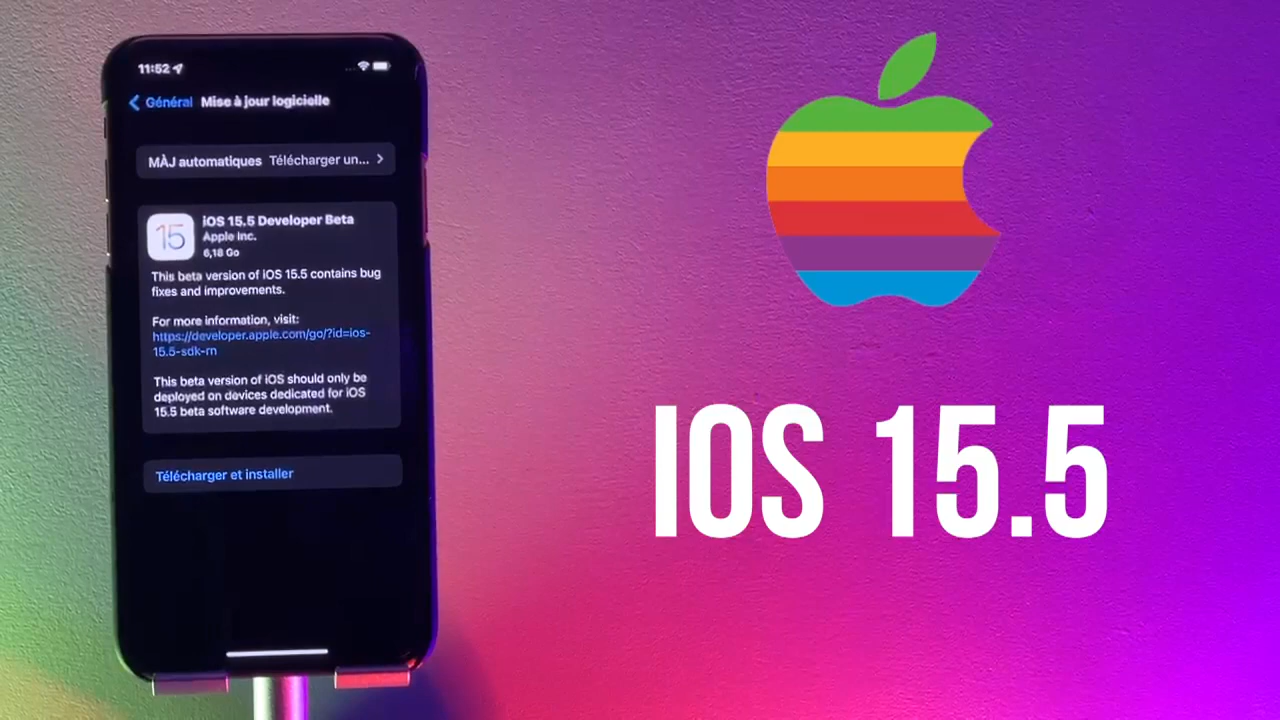 11:52
Général Mise à jour logicielle
MÀJ automatiques Télécharger un...
15
iOS 15.5 Developer Beta
Apple Inc.
6,18 Go
This beta version of iOS 15.5 contains bug
fixes and improvements.
For more information, visit:
https://developer.apple.com/go/?id=ios-
15.5-sdk-rn
This beta version of iOS should only be
deployed on devices dedicated for iOS
15.5 beta software development.
Télécharger et installer
IOS 15.5